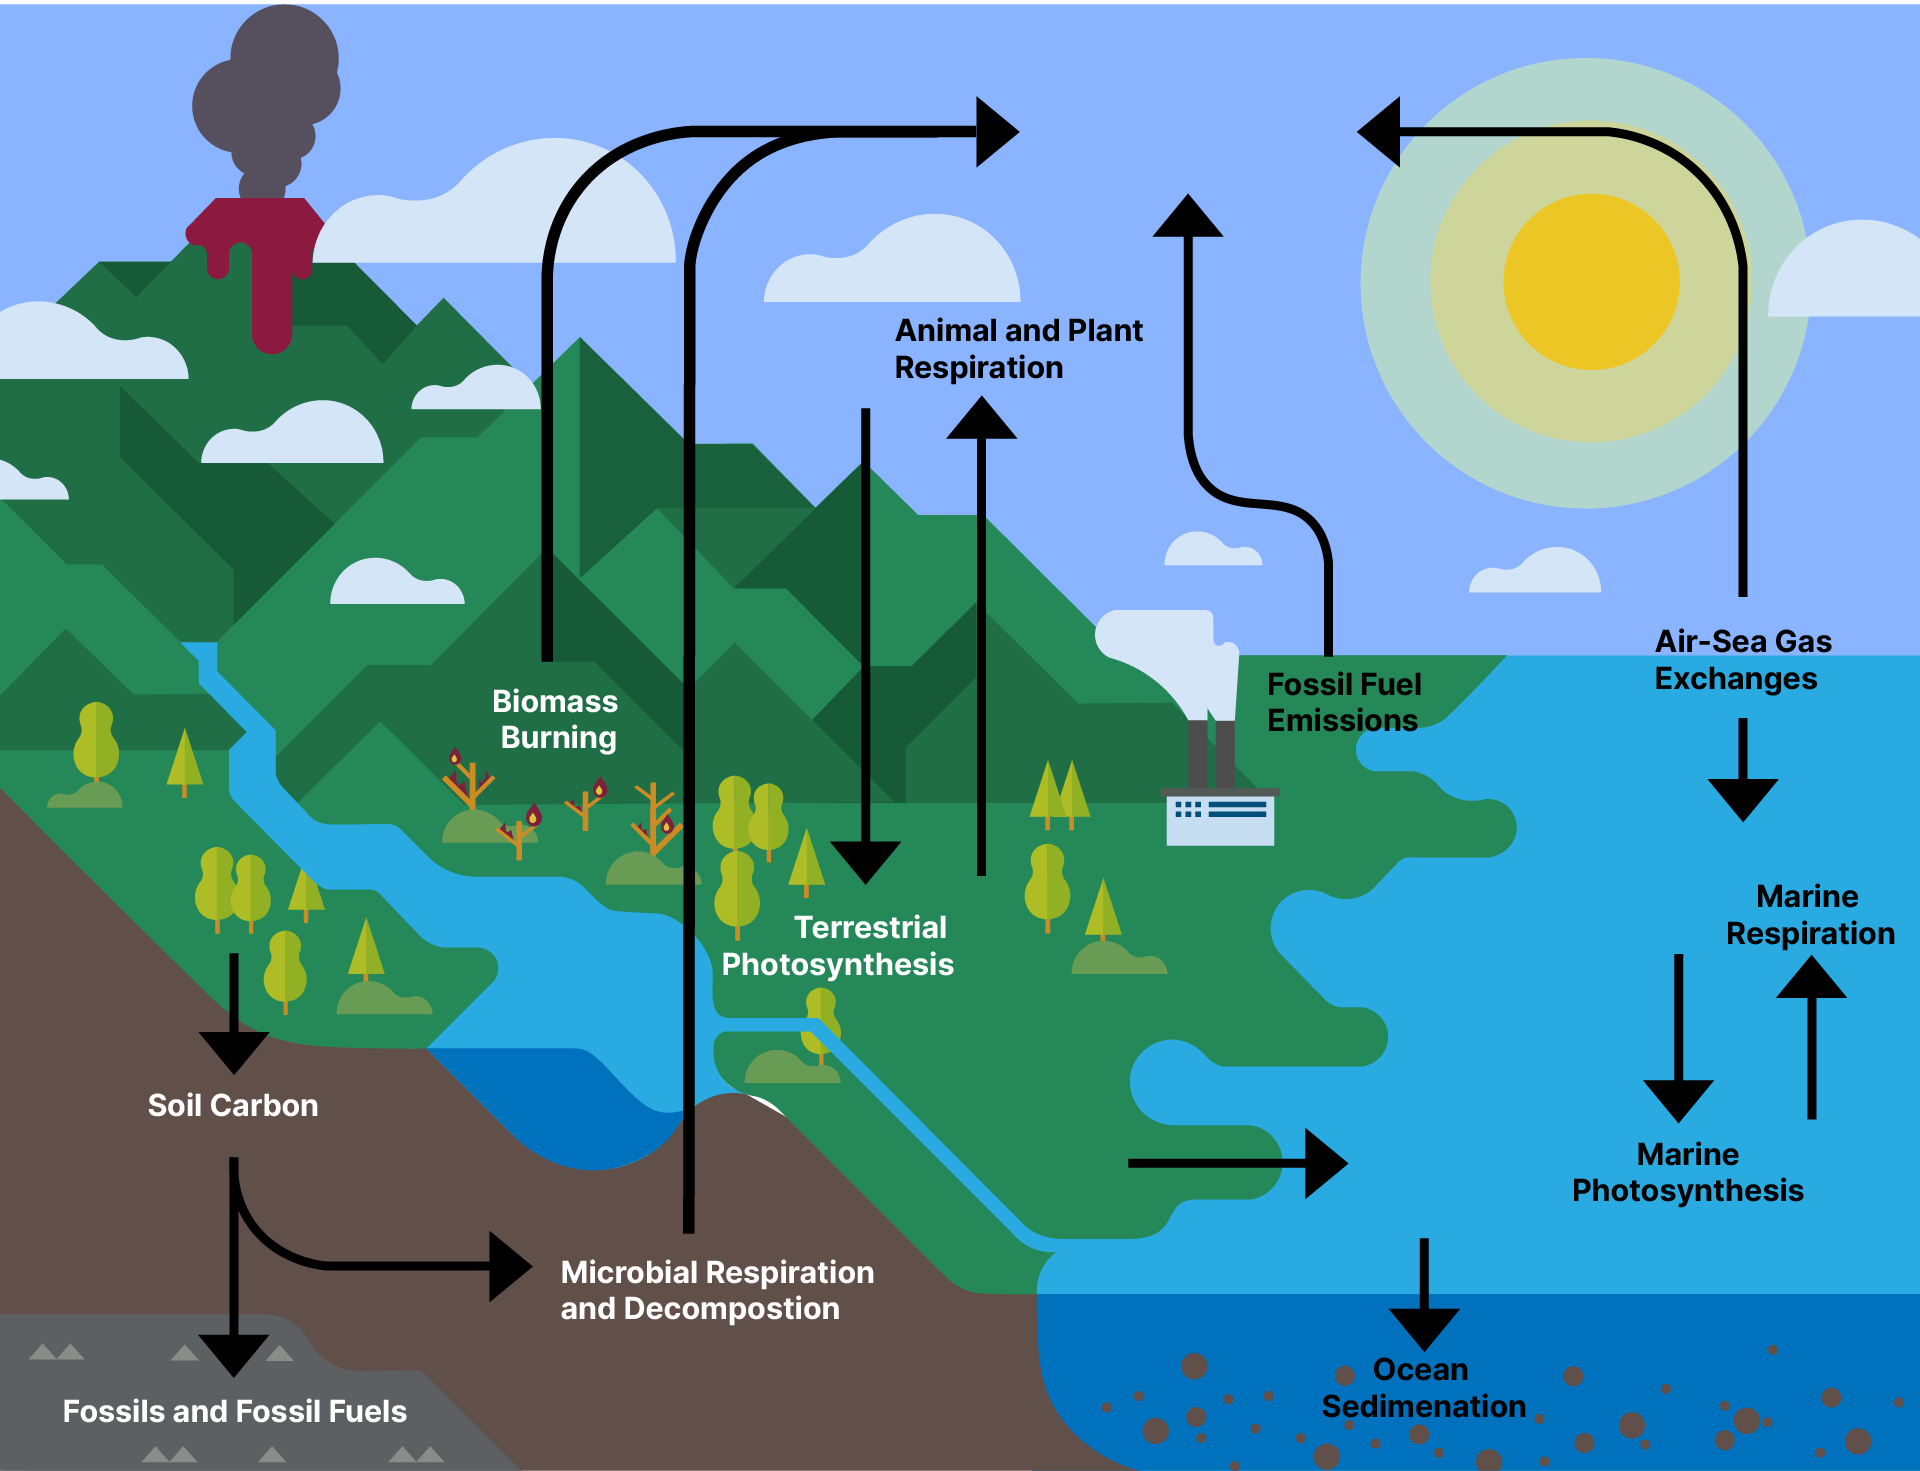 Animal and Plant
Respiration
Air-Sea Gas
Exchanges
Fossil Fuel
Emissions
Biomass
Burning
Marine
Respiration
Terrestrial
Photosynthesis
Soil Carbon
Marine
Photosynthesis
Microbial Respiration
and Decompostion
Ocean
Sedimenation
Fossils and Fossil Fuels